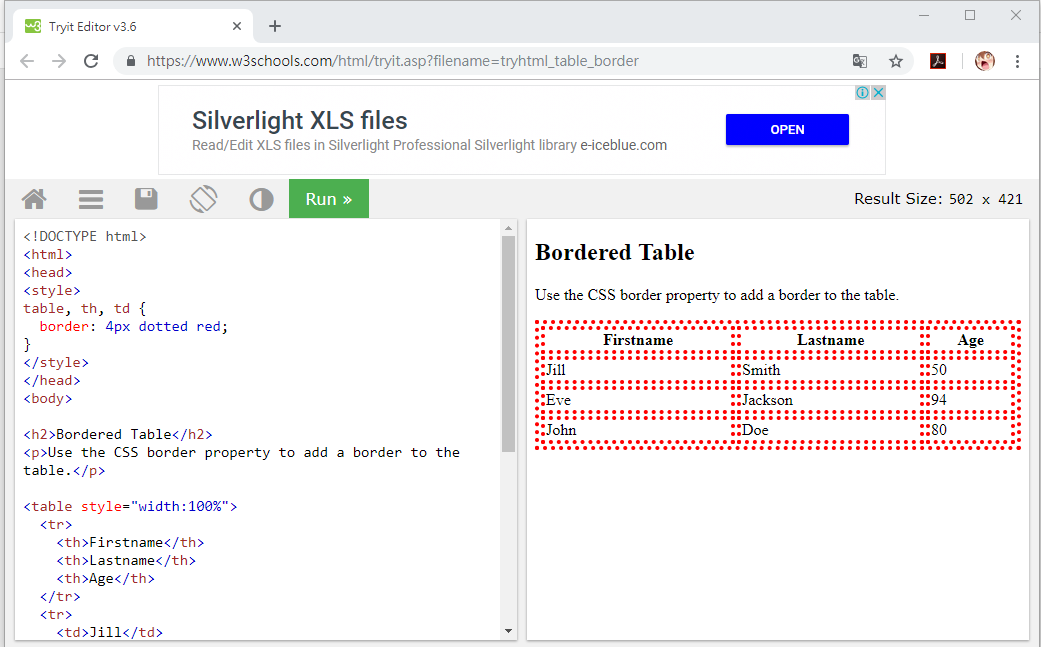 Tryit Editor v3.6
https://www.w3schools.com/html/tryit.asp?filename=tryhtml_table_border
Silverlight XLS files
Read/Edit XLS files in Silverlight Professional Silverlight library e-iceblue.com
OPEN
Run »
Result Size: 502 x 421
<!DOCTYPE html>
<html>
<head>
<style>
table, th, td {
  border: 4px dotted red;
}
</style>
</head>
<body>
<h2>Bordered Table</h2>
<p>Use the CSS border property to add a border to the
table.</p>
<table style="width:100%">
  <tr>
    <th>Firstname</th>
    <th>Lastname</th>
    <th>Age</th>
  </tr>
  <tr>
    <td>Jill</td>
Bordered Table
Use the CSS border property to add a border to the table.
Firstname Lastname Age
Jill Smith 50
Eve Jackson 94
John Doe 80